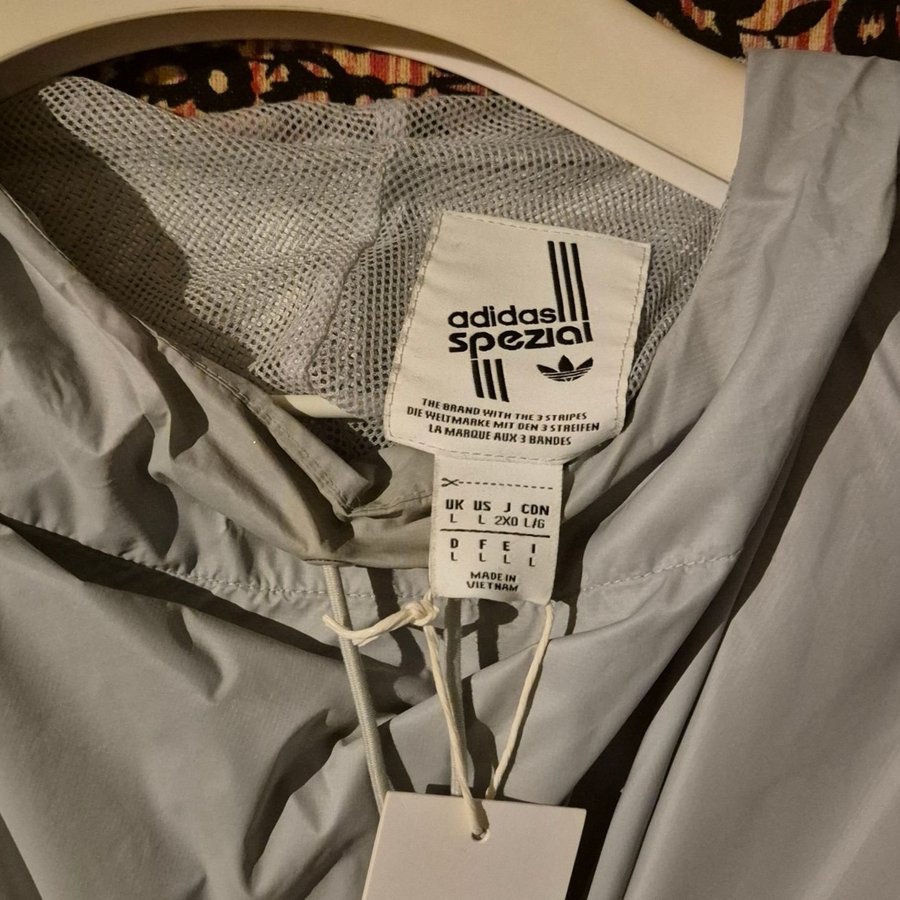 adidas
spezial
THE BRAND WITH THE 3 STRIPES
DIE WELTMARKE MIT DEN 3 STREIFEN
LA MARQUE AUX 3 BANDES
UK US J CDN
L L 2XO L/G
D F E I
L L L L
MADE IN
VIETNAM